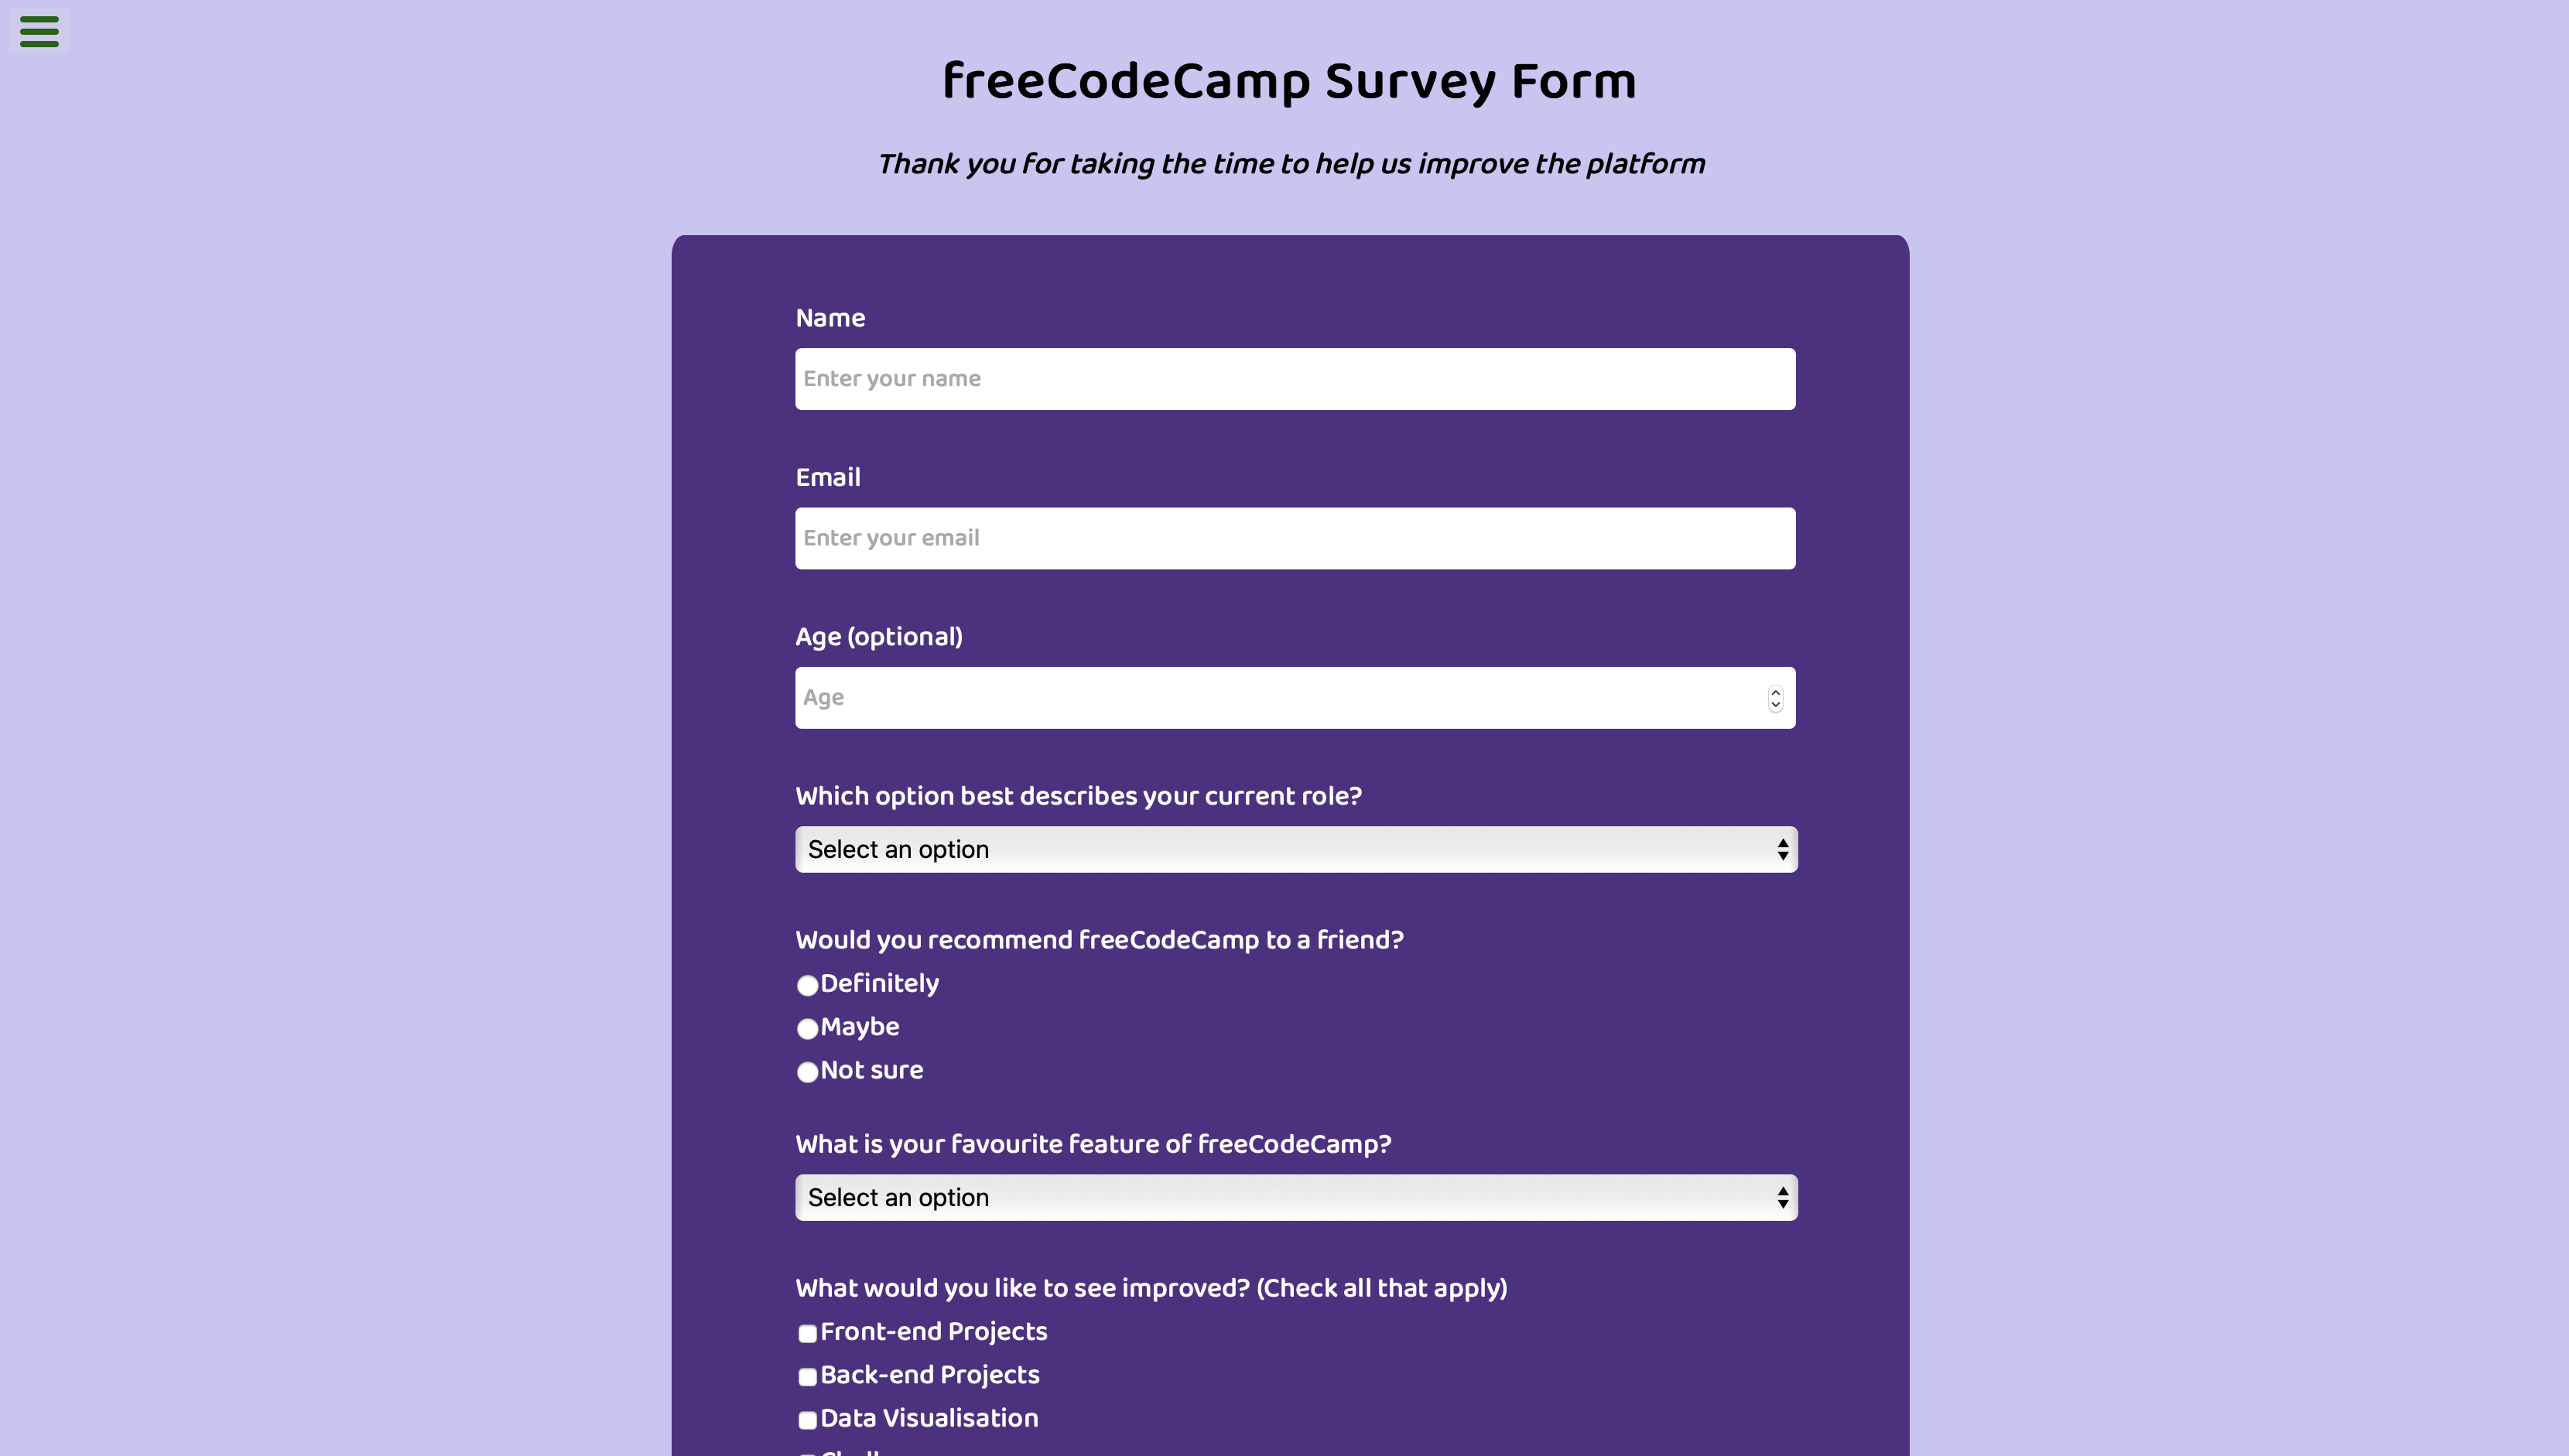 freeCodeCamp Survey Form
Thank you for taking the time to help us improve the platform
Name
Enter your name
Email
Enter your email
Age (optional)
Age
Which option best describes your current role?
Select an option
Would you recommend freeCodeCamp to a friend?
Definitely
Maybe
Not sure
What is your favourite feature of freeCodeCamp?
Select an option
What would you like to see improved? (Check all that apply)
Front-end Projects
Back-end Projects
Data Visualisation